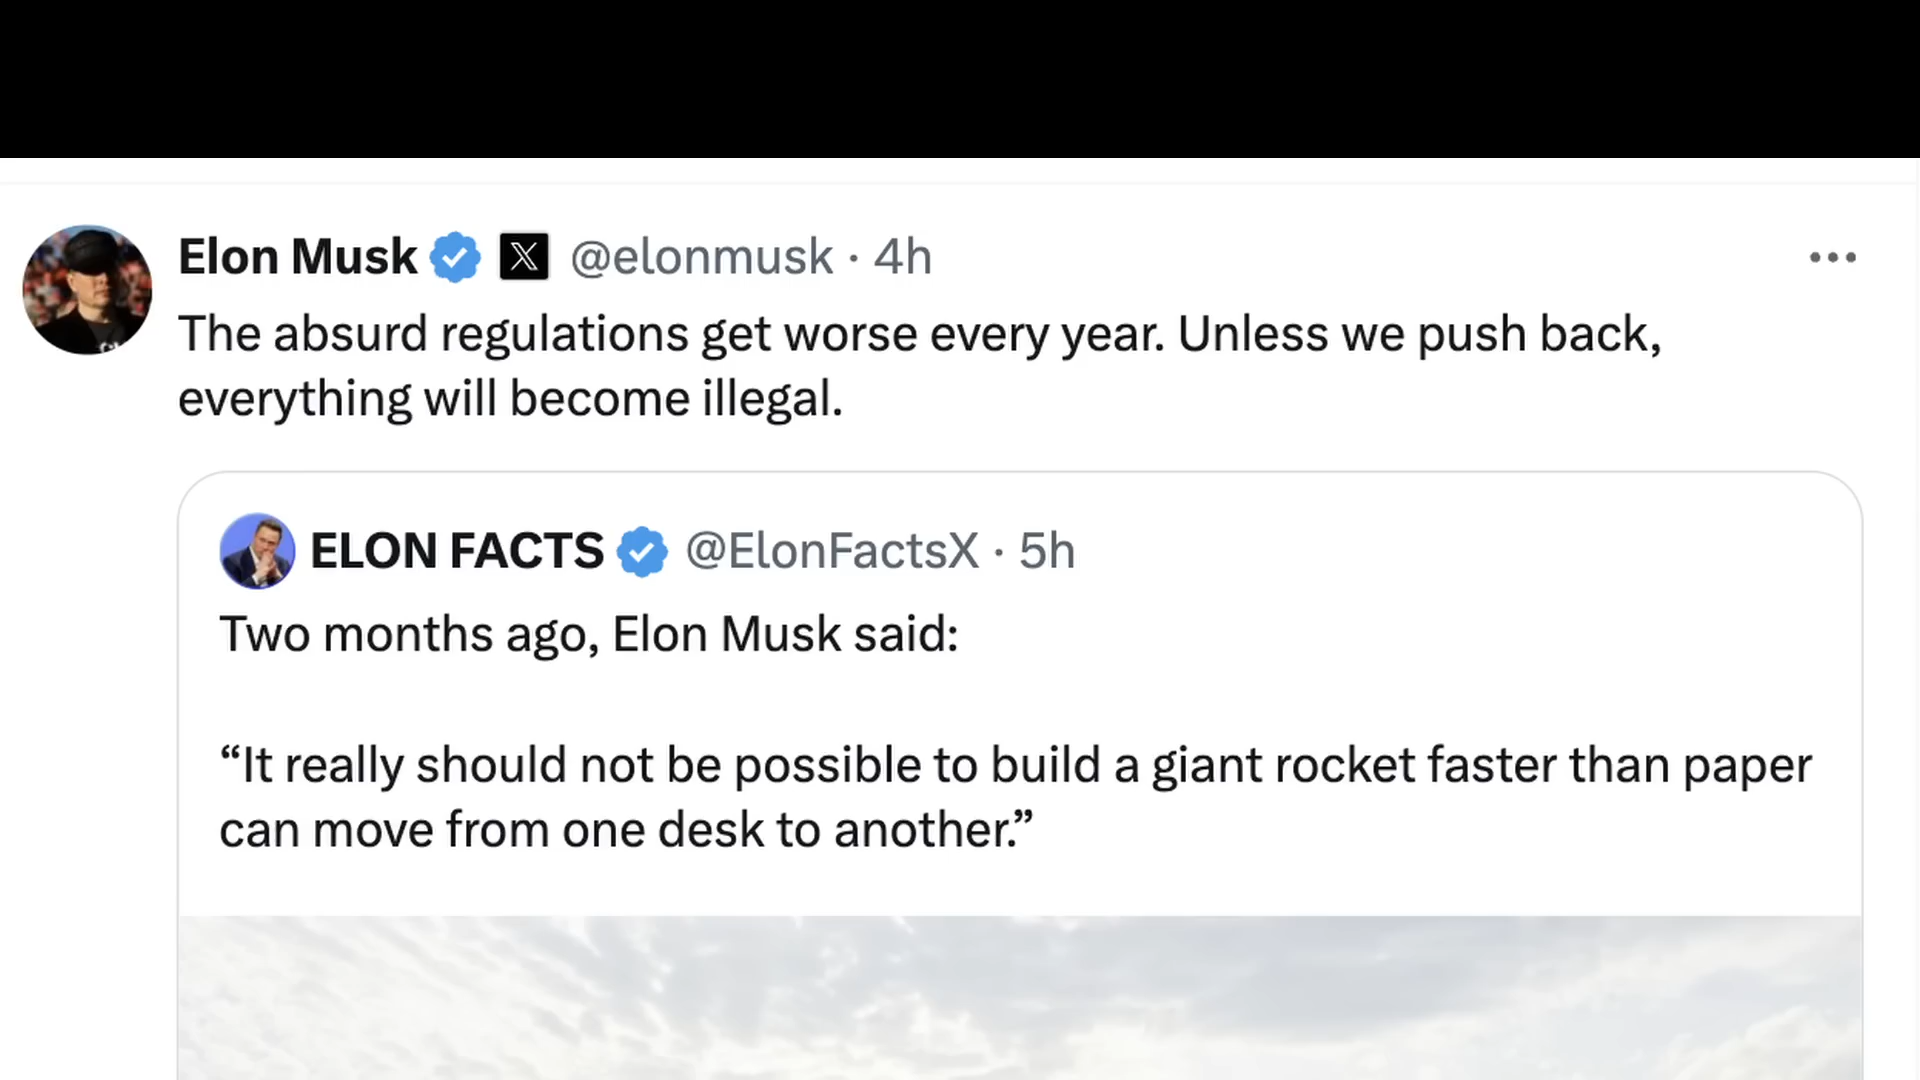 Elon Musk @elonmusk · 4h
The absurd regulations get worse every year. Unless we push back,
everything will become illegal.
ELON FACTS @ElonFactsX · 5h
Two months ago, Elon Musk said:
“It really should not be possible to build a giant rocket faster than paper
can move from one desk to another.”